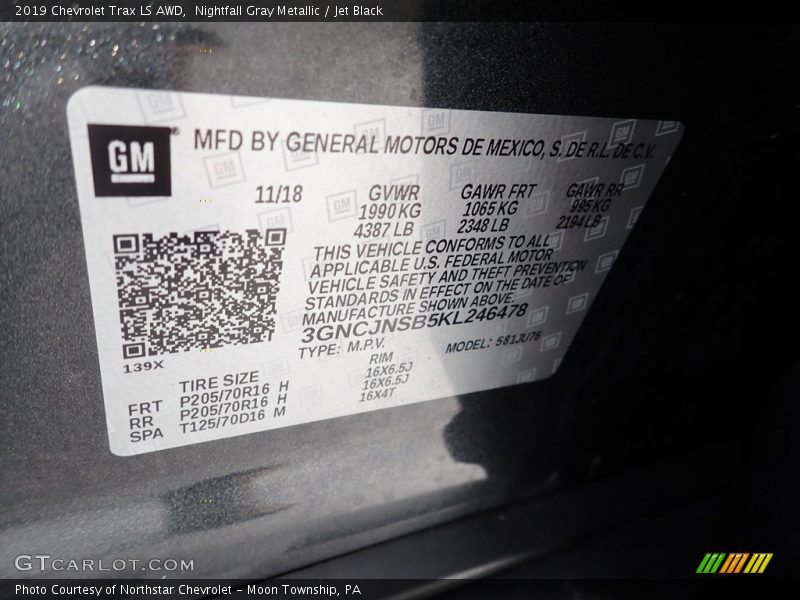 2019 Chevrolet Trax LS AWD, Nightfall Gray Metallic / Jet Black
GM ® MFD BY GENERAL MOTORS DE MEXICO, S. DE R.L. DE C.V.
11/18 GVWR GAWR FRT GAWR RR
1990 KG 1065 KG 995 KG
4387 LB 2348 LB 2194 LB
THIS VEHICLE CONFORMS TO ALL
APPLICABLE U.S. FEDERAL MOTOR
VEHICLE SAFETY AND THEFT PREVENTION
STANDARDS IN EFFECT ON THE DATE OF
MANUFACTURE SHOWN ABOVE.
3GNCJNSB5KL246478
TYPE: M.P.V. MODEL: 581JU76
139X
TIRE SIZE RIM
FRT P205/70R16 H 16X6.5J
RR P205/70R16 H 16X6.5J
SPA T125/70D16 M 16X4T
GTCARLOT.COM
Photo Courtesy of Northstar Chevrolet - Moon Township, PA